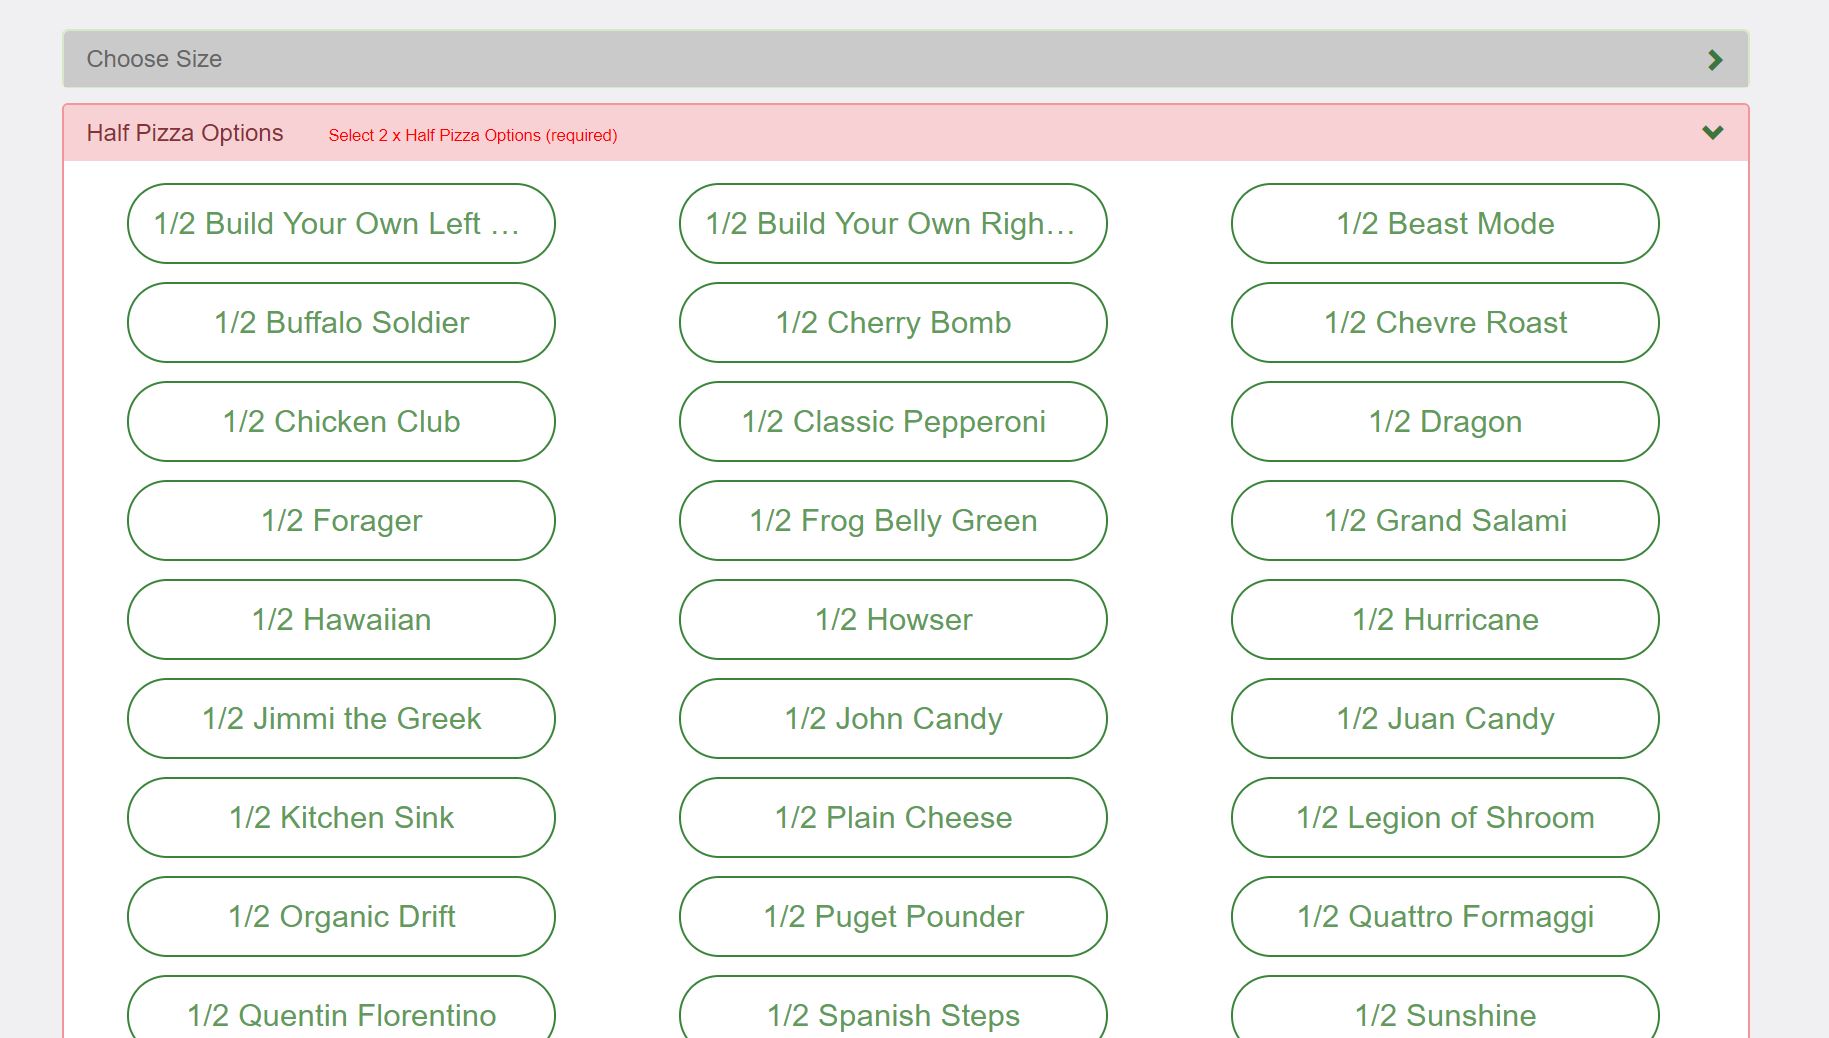 Choose Size
Half Pizza Options Select 2 x Half Pizza Options (required)
1/2 Build Your Own Left … 1/2 Build Your Own Righ… 1/2 Beast Mode
1/2 Buffalo Soldier 1/2 Cherry Bomb 1/2 Chevre Roast
1/2 Chicken Club 1/2 Classic Pepperoni 1/2 Dragon
1/2 Forager 1/2 Frog Belly Green 1/2 Grand Salami
1/2 Hawaiian 1/2 Howser 1/2 Hurricane
1/2 Jimmi the Greek 1/2 John Candy 1/2 Juan Candy
1/2 Kitchen Sink 1/2 Plain Cheese 1/2 Legion of Shroom
1/2 Organic Drift 1/2 Puget Pounder 1/2 Quattro Formaggi
1/2 Quentin Florentino 1/2 Spanish Steps 1/2 Sunshine